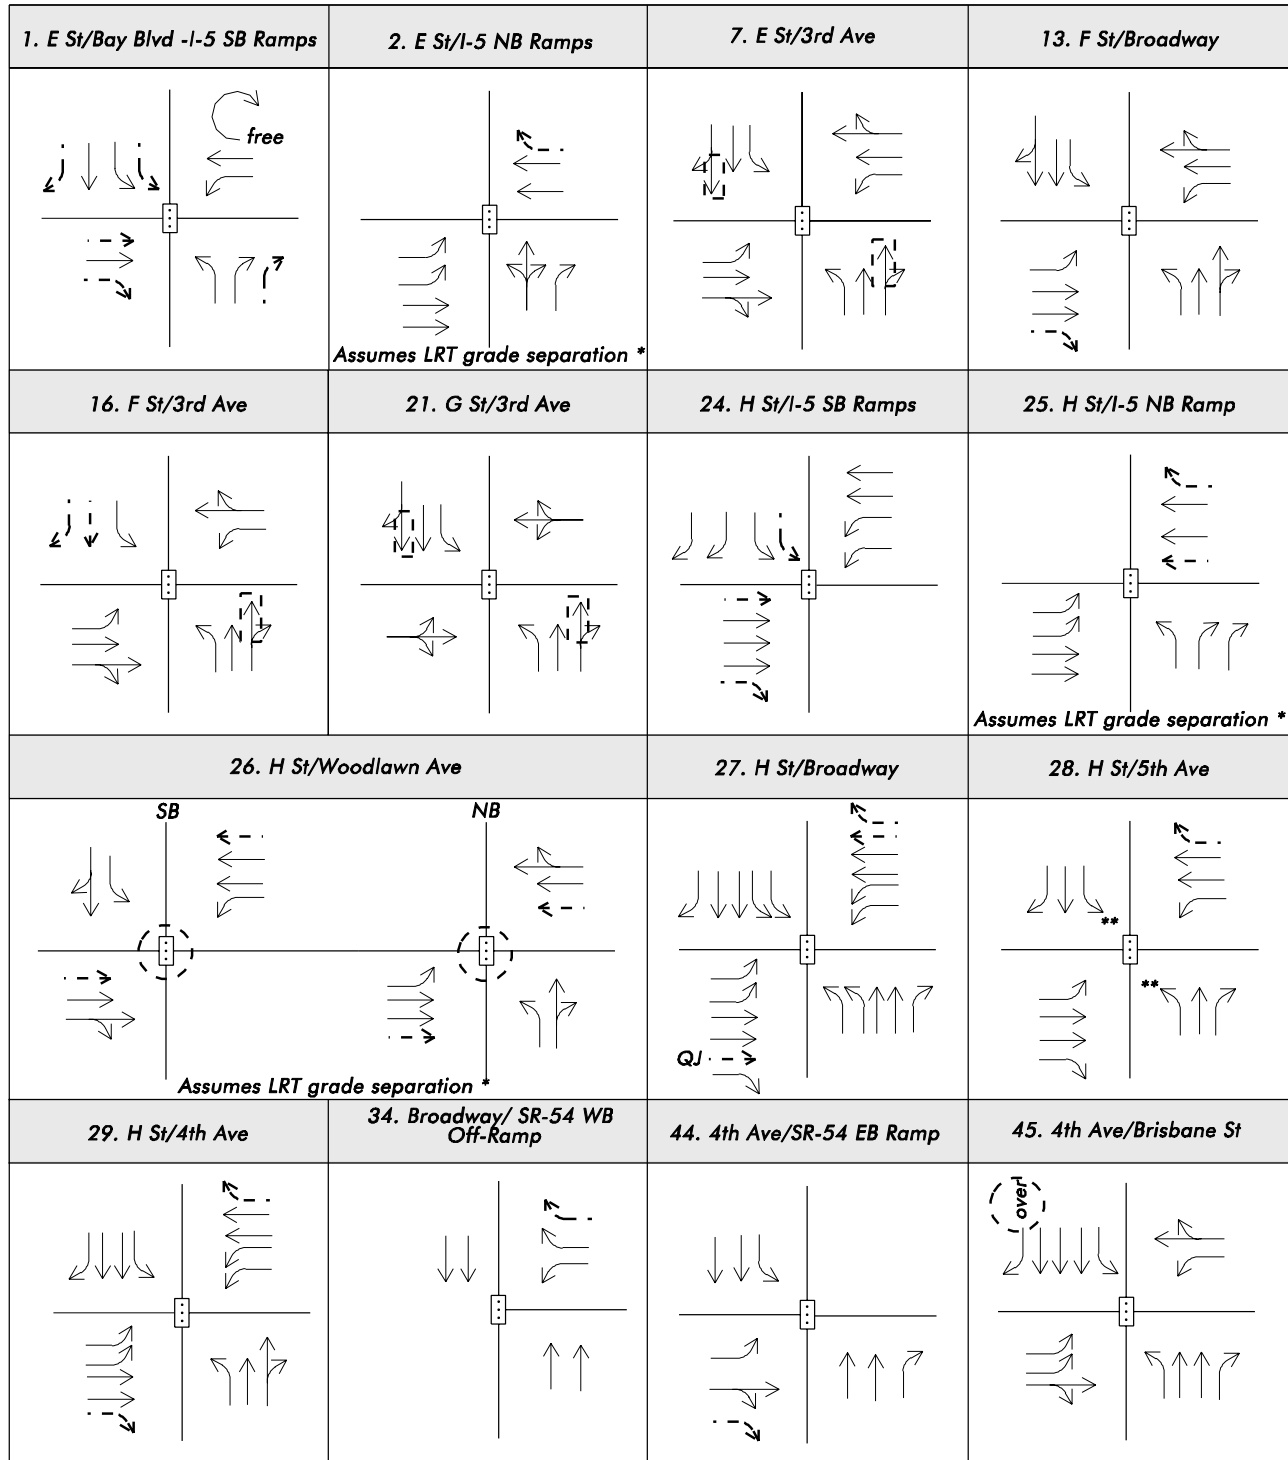 1. E St/Bay Blvd -I-5 SB Ramps
2. E St/I-5 NB Ramps
7. E St/3rd Ave
13. F St/Broadway
free
Assumes LRT grade separation *
16. F St/3rd Ave
21. G St/3rd Ave
24. H St/I-5 SB Ramps
25. H St/I-5 NB Ramp
Assumes LRT grade separation *
26. H St/Woodlawn Ave
27. H St/Broadway
28. H St/5th Ave
SB
NB
**
**
QJ
Assumes LRT grade separation *
29. H St/4th Ave
34. Broadway/ SR-54 WB
Off-Ramp
44. 4th Ave/SR-54 EB Ramp
45. 4th Ave/Brisbane St
over